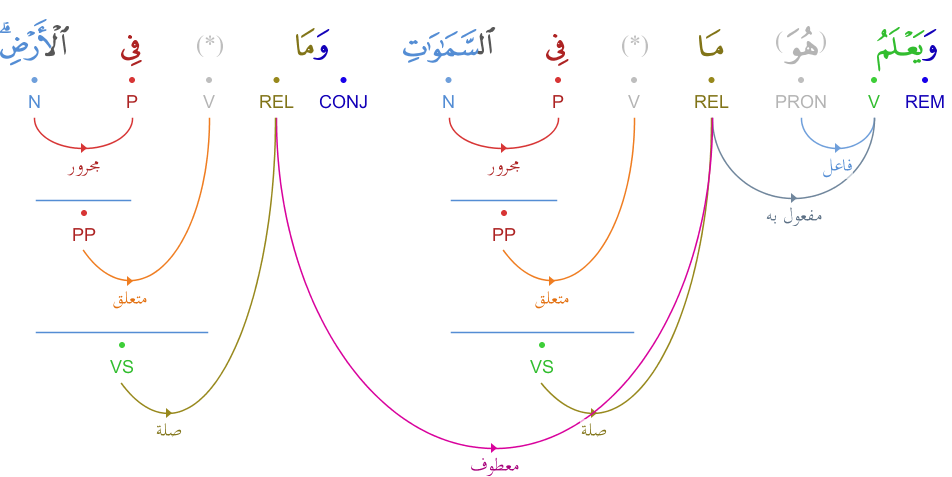 وَيَعْلَمُ (هُوَ) مَا (*) فِى ٱلسَّمَـٰوَٰتِ وَمَا (*) فِى ٱلْأَرْضِ ۗ
REM V PRON REL V P N CONJ REL V P N
فاعل مجرور مجرور
مفعول به
PP PP
متعلق متعلق
VS VS
صلة صلة
معطوف